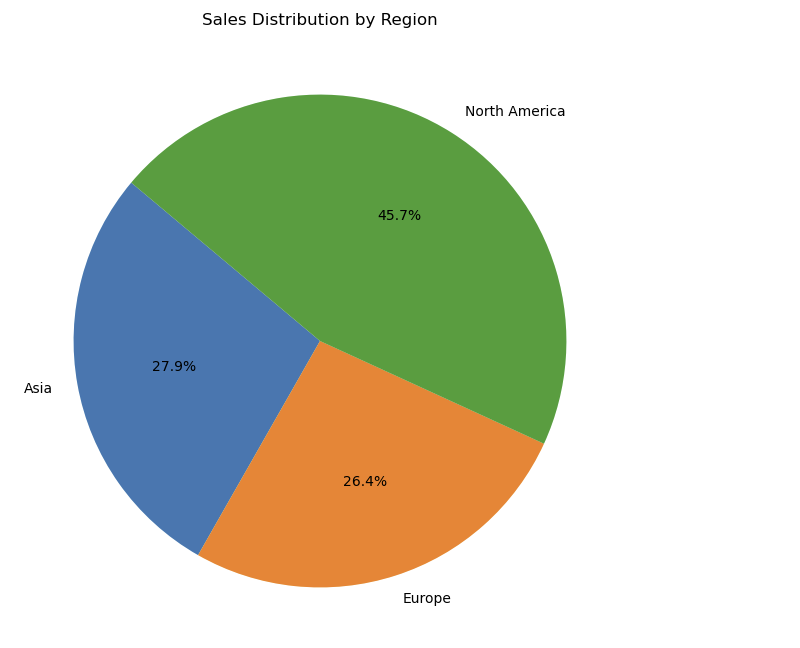 Sales Distribution by Region
North America
45.7%
27.9%
Asia
26.4%
Europe